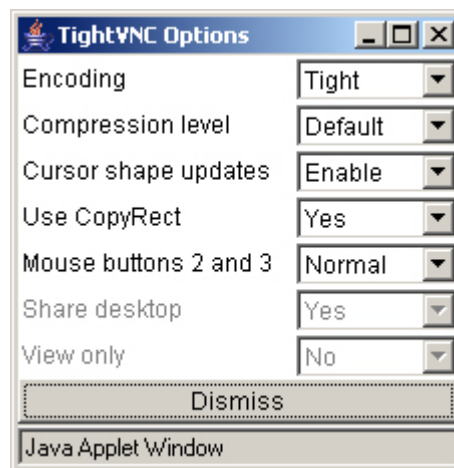 TightVNC Options
Encoding Tight
Compression level Default
Cursor shape updates Enable
Use CopyRect Yes
Mouse buttons 2 and 3 Normal
Share desktop Yes
View only No
Dismiss
Java Applet Window